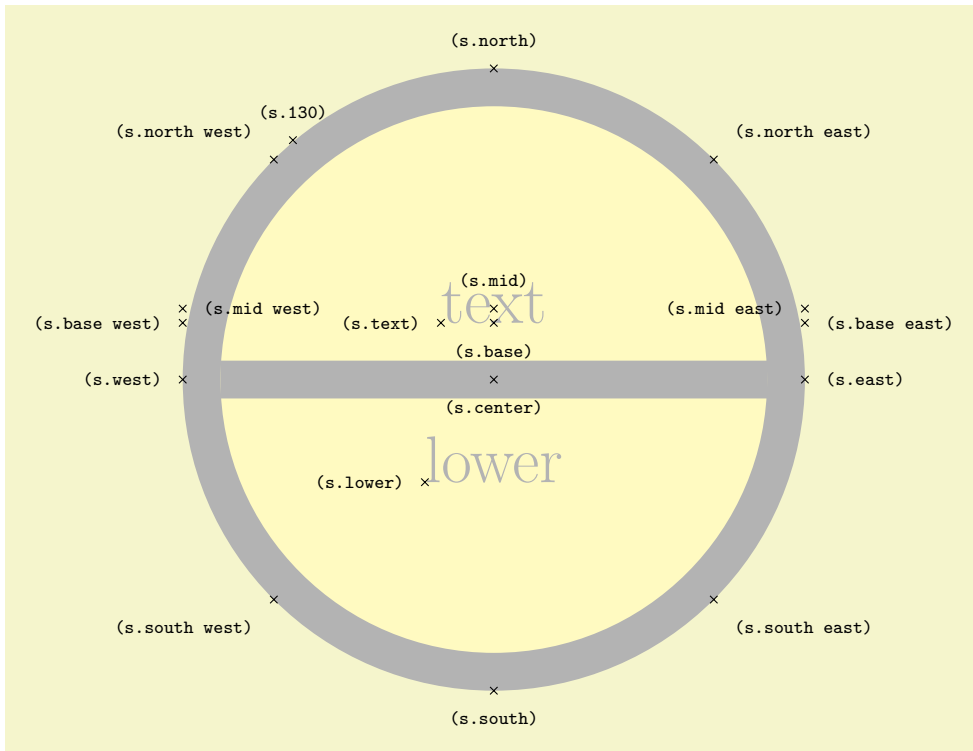 (s.north)
(s.130)
(s.north west) (s.north east)
(s.mid)
text
(s.mid west) (s.mid east)
(s.base west) (s.text) (s.base east)
(s.base)
(s.west) (s.east)
(s.center)
lower
(s.lower)
(s.south west) (s.south east)
(s.south)